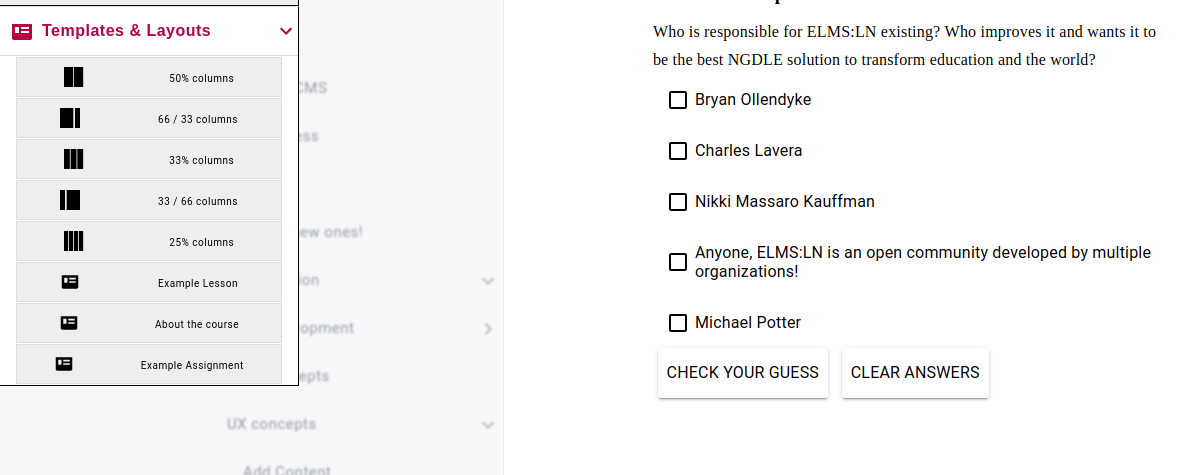 Templates & Layouts
50% columns
66 / 33 columns
33% columns
33 / 66 columns
25% columns
Example Lesson
About the course
Example Assignment
CMS
ew ones!
UX concepts
Add Content
Who is responsible for ELMS:LN existing? Who improves it and wants it to
be the best NGDLE solution to transform education and the world?
Bryan Ollendyke
Charles Lavera
Nikki Massaro Kauffman
Anyone, ELMS:LN is an open community developed by multiple
organizations!
Michael Potter
CHECK YOUR GUESS
CLEAR ANSWERS